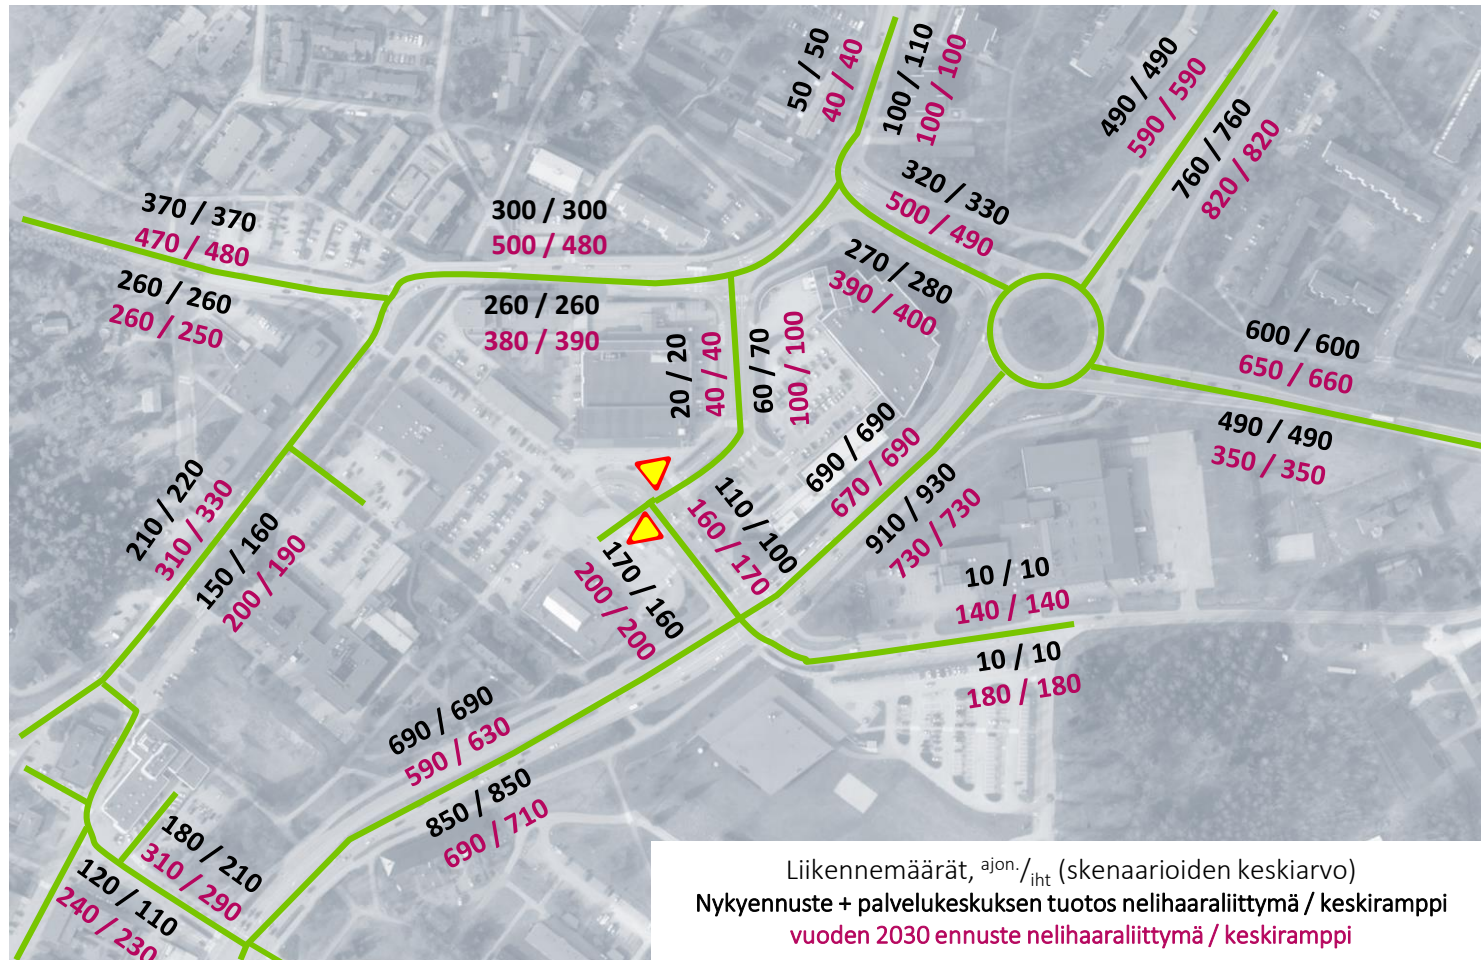 50 / 50
40 / 40
100 / 110
100 / 100
490 / 490
590 / 590
760 / 760
820 / 820
320 / 330
500 / 490
370 / 370
470 / 480
300 / 300
500 / 480
270 / 280
390 / 400
260 / 260
260 / 250
260 / 260
380 / 390
20 / 20
40 / 40
60 / 70
100 / 100
600 / 600
650 / 660
490 / 490
350 / 350
690 / 690
670 / 690
910 / 930
730 / 730
210 / 220
310 / 330
150 / 160
200 / 190
110 / 100
160 / 170
170 / 160
200 / 200
10 / 10
140 / 140
10 / 10
180 / 180
690 / 690
590 / 630
850 / 850
690 / 710
180 / 210
310 / 290
120 / 110
240 / 230
Liikennemäärät, ajon./iht (skenaarioiden keskiarvo)
Nykyennuste + palvelukeskuksen tuotos nelihaaraliittymä / keskiramppi
vuoden 2030 ennuste nelihaaraliittymä / keskiramppi